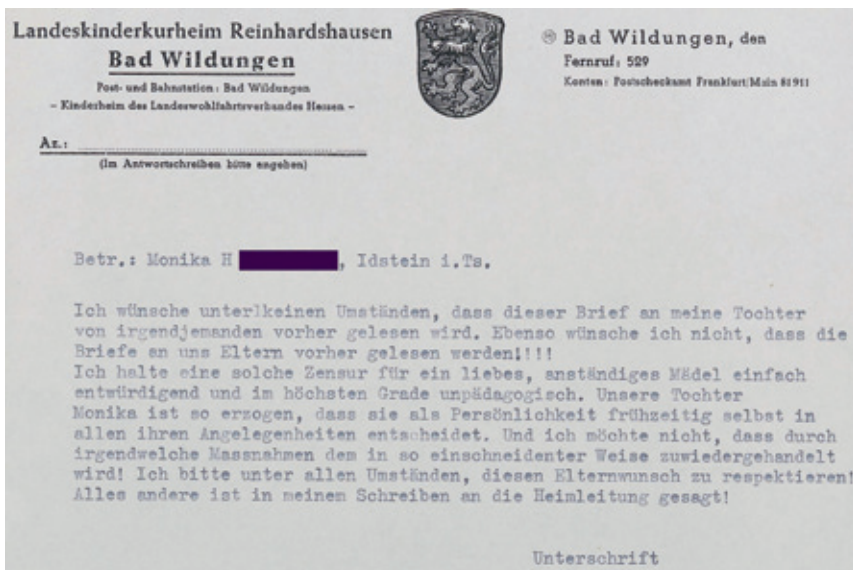 Landeskinderkurheim Reinhardshausen
Bad Wildungen
Post- und Bahnstation: Bad Wildungen
– Kinderheim des Landeswohlfahrtsverbandes Hessen –
Az.:
(Im Antwortschreiben bitte angeben)
Bad Wildungen, den
Fernruf: 529
Konten: Postscheckamt Frankfurt/Main 81911
Betr.: Monika H , Idstein i.Ts.
Ich wünsche unterlkeinen Umständen, dass dieser Brief an meine Tochter
von irgendjemanden vorher gelesen wird. Ebenso wünsche ich nicht, dass die
Briefe an uns Eltern vorher gelesen werden!!!!
Ich halte eine solche Zensur für ein liebes, anständiges Mädel einfach
entwürdigend und im höchsten Grade unpädagogisch. Unsere Tochter
Monika ist so erzogen, dass sie als Persönlichkeit frühzeitig selbst in
allen ihren Angelegenheiten entscheidet. Und ich möchte nicht, dass durch
irgendwelche Massnahmen dem in so einschneidenter Weise zuwiedergehandelt
wird! Ich bitte unter allen Umständen, diesen Elternwunsch zu respektieren!
Alles andere ist in meinem Schreiben an die Heimleitung gesagt!
Unterschrift